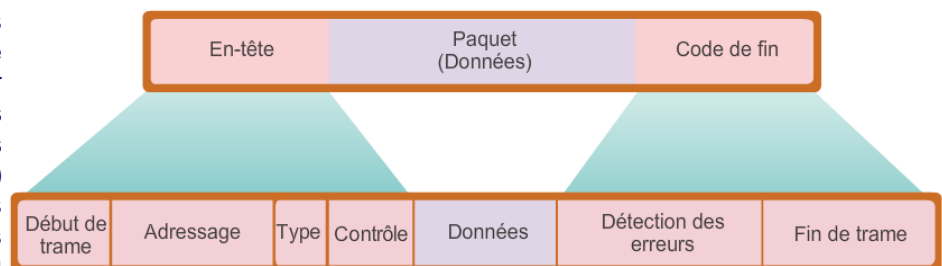 En-tête
Paquet
(Données)
Code de fin
Début de
trame
Adressage
Type
Contrôle
Données
Détection des
erreurs
Fin de trame